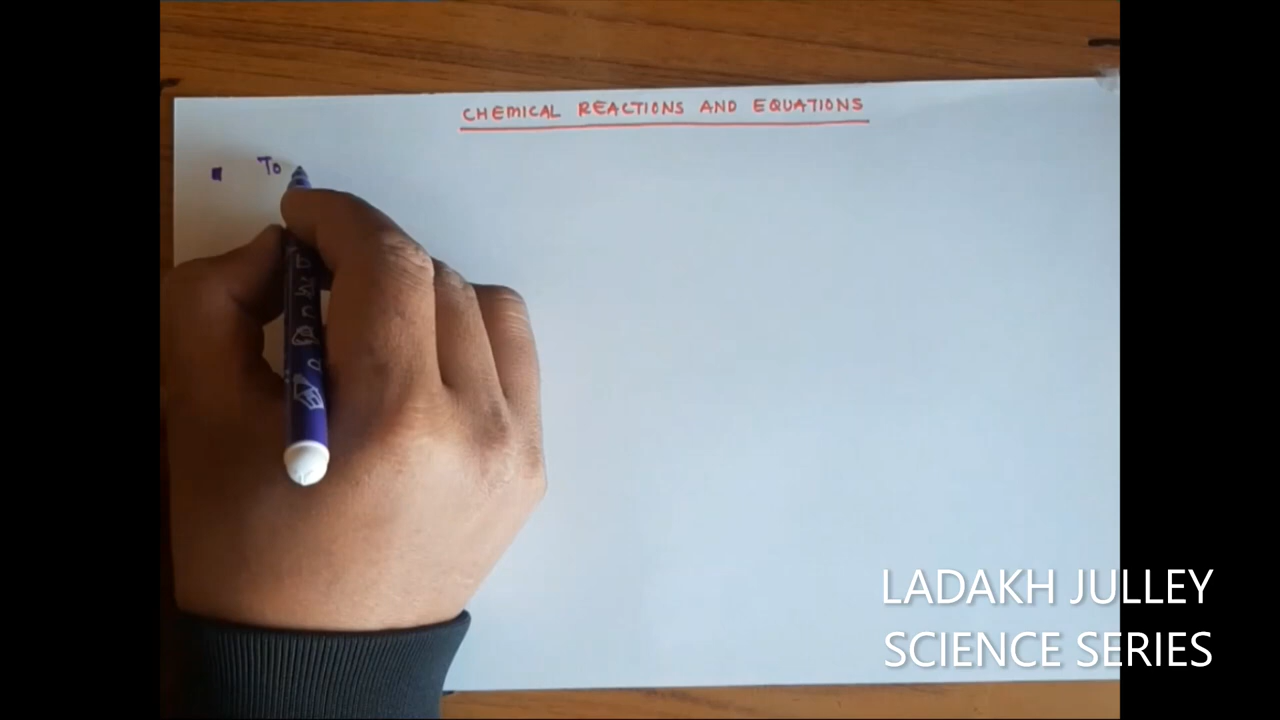 CHEMICAL REACTIONS AND EQUATIONS
▪ To
LADAKH JULLEY
SCIENCE SERIES